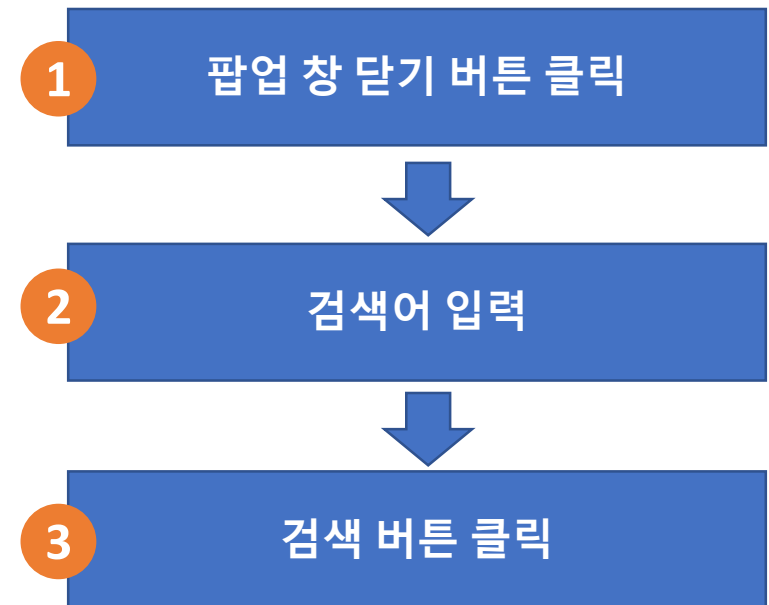 1
팝업 창 닫기 버튼 클릭
2
검색어 입력
3
검색 버튼 클릭